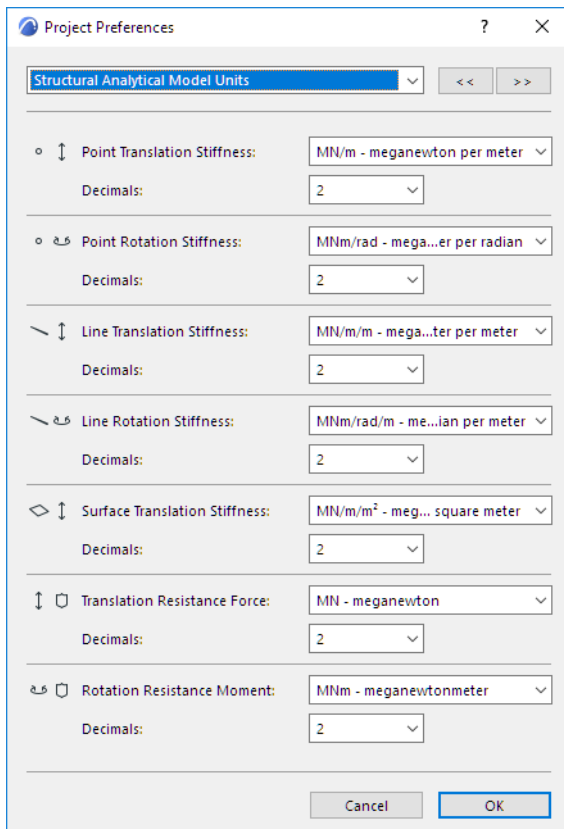 Project Preferences ?
Structural Analytical Model Units << >>
Point Translation Stiffness: MN/m - meganewton per meter
Decimals: 2
Point Rotation Stiffness: MNm/rad - mega...er per radian
Decimals: 2
Line Translation Stiffness: MN/m/m - mega...ter per meter
Decimals: 2
Line Rotation Stiffness: MNm/rad/m - me...ian per meter
Decimals: 2
Surface Translation Stiffness: MN/m/m² - meg... square meter
Decimals: 2
Translation Resistance Force: MN - meganewton
Decimals: 2
Rotation Resistance Moment: MNm - meganewtonmeter
Decimals: 2
Cancel OK